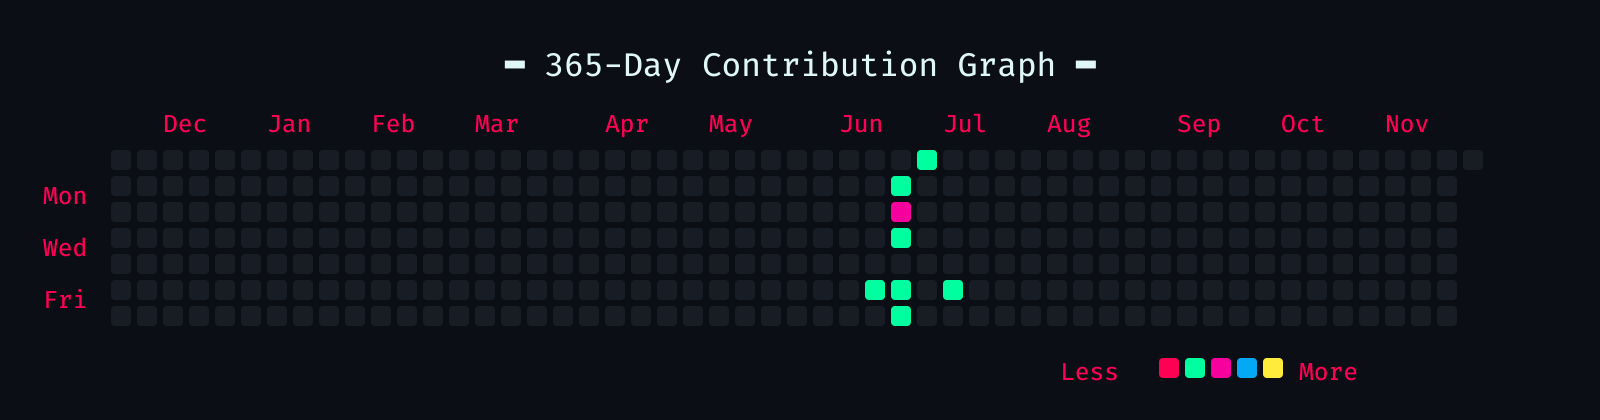 ━ 365-Day Contribution Graph ━
Dec Jan Feb Mar Apr May Jun Jul Aug Sep Oct Nov
Mon
Wed
Fri
Less More